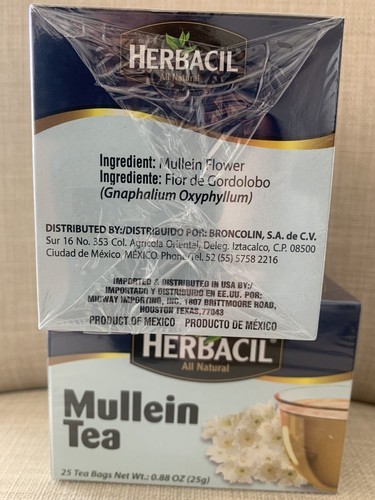 HERBACIL
All Natural
Ingredient: Mullein Flower
Ingrediente: Flor de Gordolobo
(Gnaphalium Oxyphyllum)
DISTRIBUTED BY:/DISTRIBUIDO POR: BRONCOLIN, S.A. de C.V.
Sur 16 No. 353 Col. Agrícola Oriental, Deleg. Iztacalco, C.P. 08500
Ciudad de México MÉXICO Phone/Tel. 52 (55) 5758 2216
IMPORTED & DISTRIBUTED IN USA BY:/
IMPORTADO Y DISTRIBUIDO EN EE.UU. POR:
MIDWAY IMPORTING, INC. 1807 BRITTMOORE ROAD,
HOUSTON TEXAS,77043
PRODUCT OF MEXICO PRODUCTO DE MÉXICO
HERBACIL
All Natural
Mullein
Tea
25 Tea Bags Net Wt.: 0.88 OZ (25g)